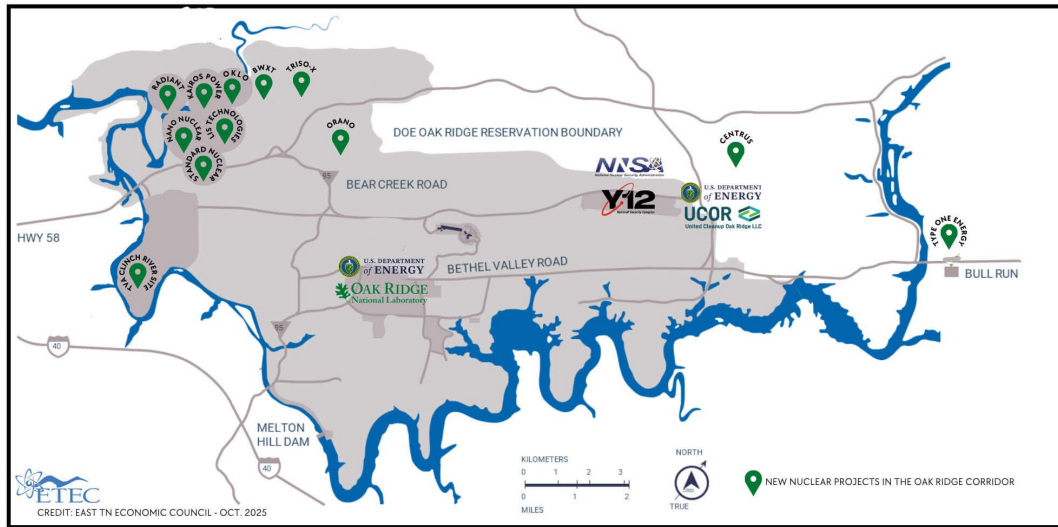 RADIANT
KAIROS POWER
OKLO
BWXT
TRISO-X
NANO NUCLEAR
LIS TECHNOLOGIES
STANDARD NUCLEAR
ORANO
DOE OAK RIDGE RESERVATION BOUNDARY
CENTRUS
95
BEAR CREEK ROAD
NNSA
National Nuclear Security Administration
Y-12
U.S. DEPARTMENT
of ENERGY
UCOR
United Cleanup Oak Ridge LLC
HWY 58
TYPE ONE ENERGY
TVA CLINCH RIVER SITE
U.S. DEPARTMENT
of ENERGY
BETHEL VALLEY ROAD
OAK RIDGE
National Laboratory
BULL RUN
95
40
MELTON
HILL DAM
40
KILOMETERS
0 1 2 3
0 1 2
MILES
NORTH
GRID
TRUE
NEW NUCLEAR PROJECTS IN THE OAK RIDGE CORRIDOR
ETEC
CREDIT: EAST TN ECONOMIC COUNCIL - OCT. 2025